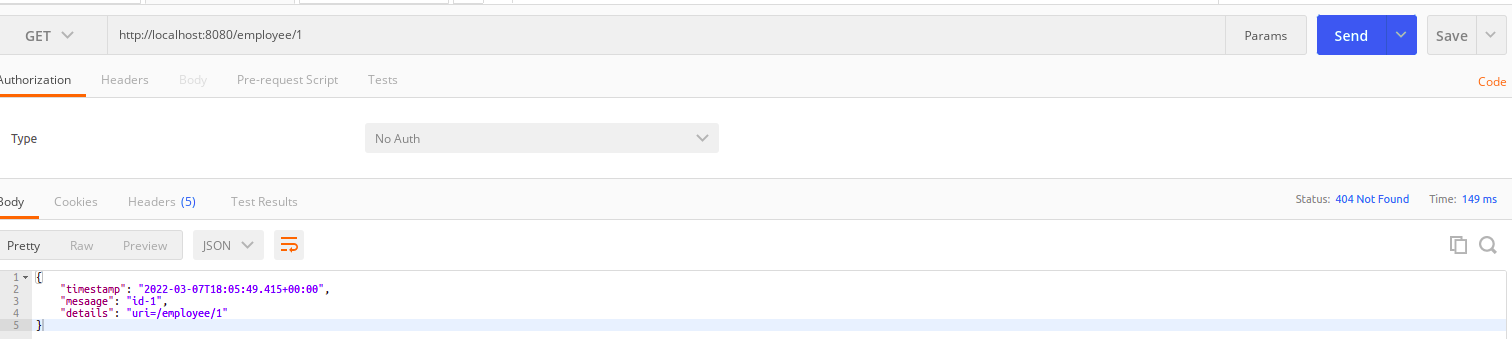 GET http://localhost:8080/employee/1 Params Send Save
Authorization Headers Body Pre-request Script Tests Code
Type No Auth
Body Cookies Headers (5) Test Results Status: 404 Not Found Time: 149 ms
Pretty Raw Preview JSON
1 {
2 "timestamp": "2022-03-07T18:05:49.415+00:00",
3 "mesaage": "id-1",
4 "details": "uri=/employee/1"
5 }